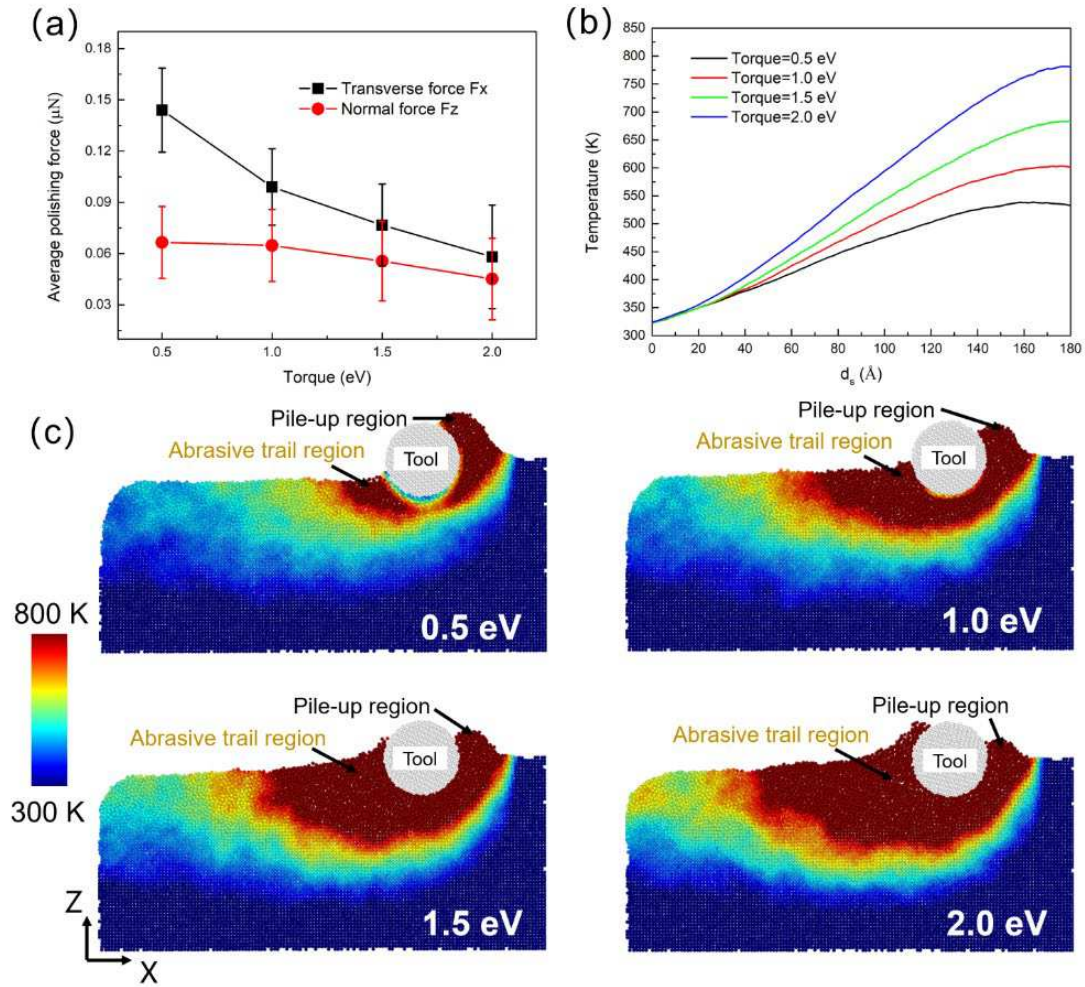 (a)
0.18
0.15
0.12
0.09
0.06
0.03
Average polishing force (μN)
Transverse force Fx
Normal force Fz
0.5
1.0
1.5
2.0
Torque (eV)
(b)
850
800
750
700
650
600
550
500
450
400
350
300
Temperature (K)
Torque=0.5 eV
Torque=1.0 eV
Torque=1.5 eV
Torque=2.0 eV
0
20
40
60
80
100
120
140
160
180
dₛ (Å)
(c)
Pile-up region
Abrasive trail region
Tool
0.5 eV
Pile-up region
Abrasive trail region
Tool
1.0 eV
800 K
300 K
Pile-up region
Abrasive trail region
Tool
1.5 eV
Pile-up region
Abrasive trail region
Tool
2.0 eV
Z
X